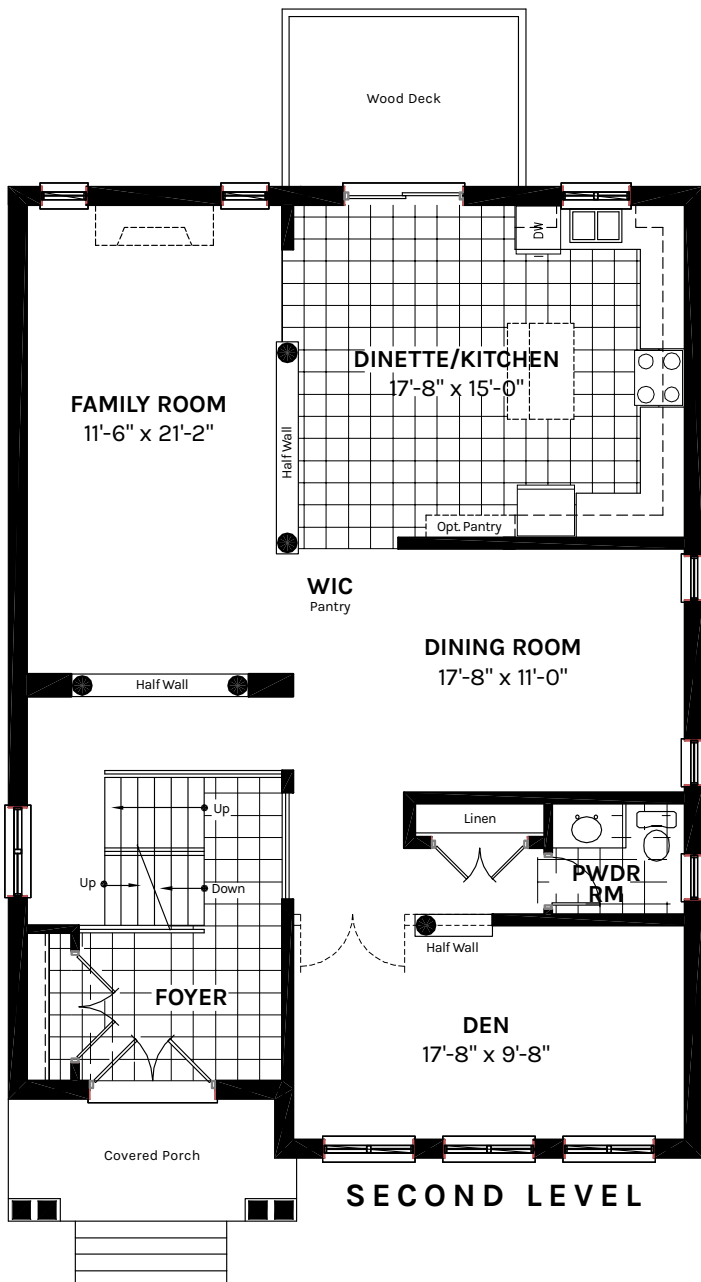 Wood Deck
DW
DINETTE/KITCHEN
17'-8" x 15'-0"
FAMILY ROOM
11'-6" x 21'-2"
Half Wall
Opt. Pantry
WIC
Pantry
DINING ROOM
17'-8" x 11'-0"
Half Wall
Up
Linen
Up
Down
PWDR
RM
Half Wall
FOYER
DEN
17'-8" x 9'-8"
Covered Porch
SECOND LEVEL